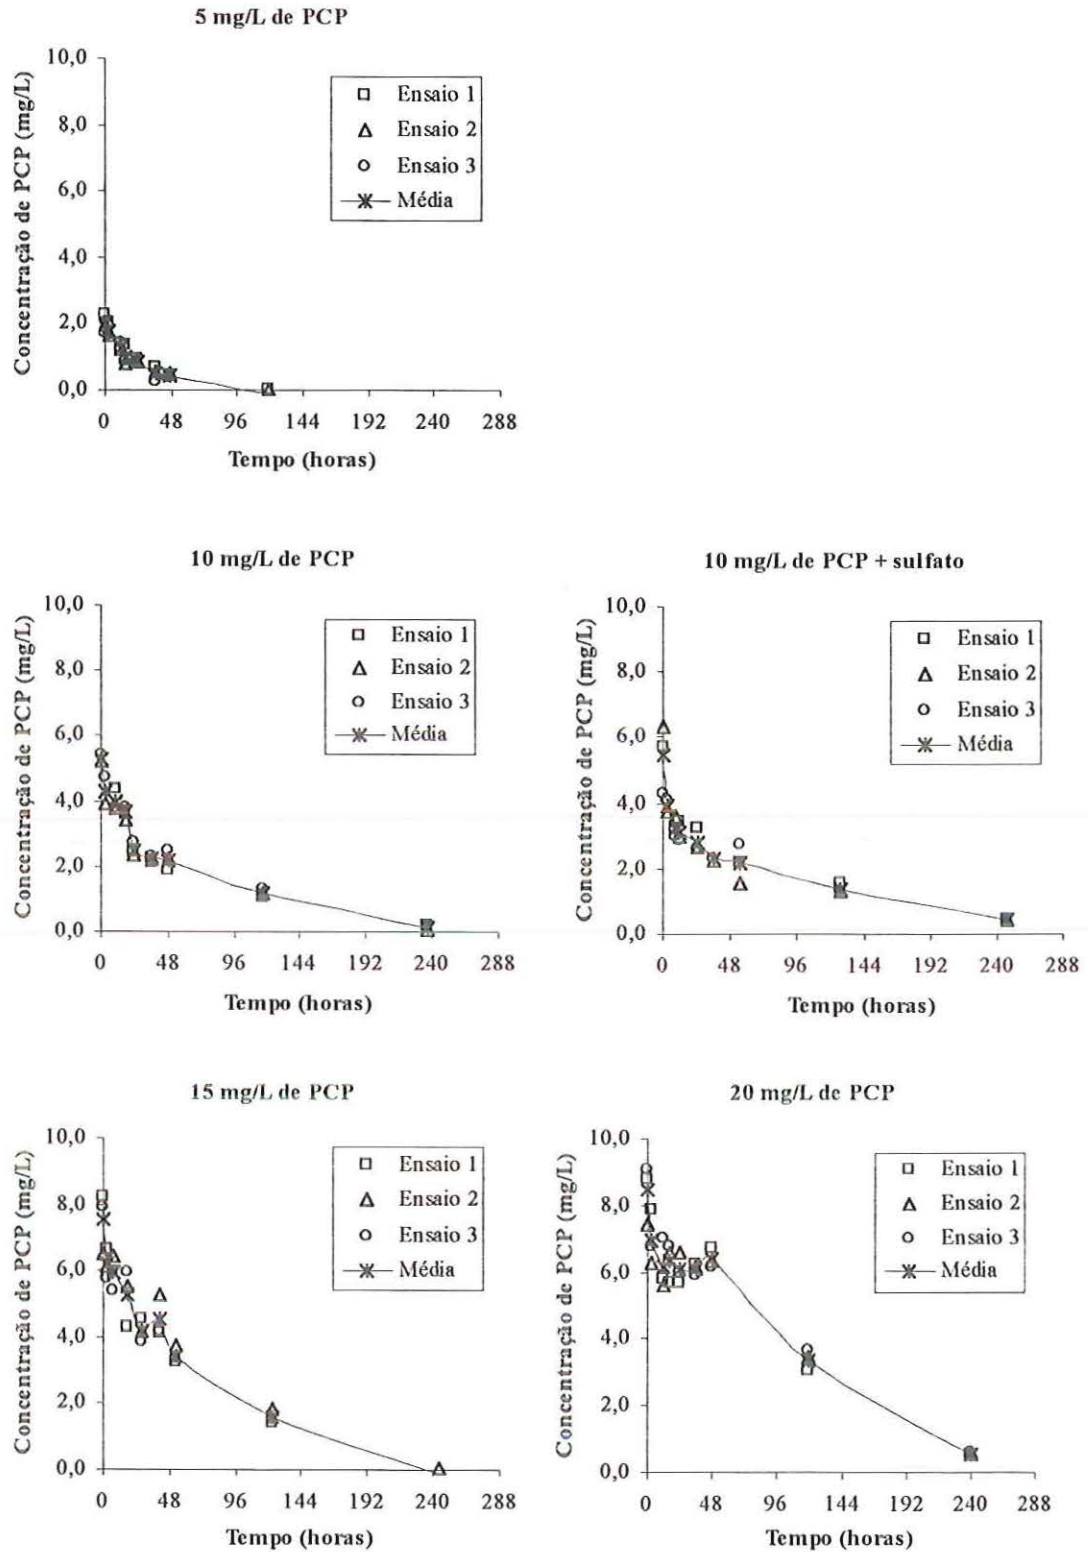 5 mg/L de PCP
Concentração de PCP (mg/L)
10,0
8,0
6,0
4,0
2,0
0,0
Ensaio 1
Ensaio 2
Ensaio 3
Média
0 48 96 144 192 240 288
Tempo (horas)
10 mg/L de PCP
Concentração de PCP (mg/L)
10,0
8,0
6,0
4,0
2,0
0,0
Ensaio 1
Ensaio 2
Ensaio 3
Média
0 48 96 144 192 240 288
Tempo (horas)
10 mg/L de PCP + sulfato
Concentração de PCP (mg/L)
10,0
8,0
6,0
4,0
2,0
0,0
Ensaio 1
Ensaio 2
Ensaio 3
Média
0 48 96 144 192 240 288
Tempo (horas)
15 mg/L de PCP
Concentração de PCP (mg/L)
10,0
8,0
6,0
4,0
2,0
0,0
Ensaio 1
Ensaio 2
Ensaio 3
Média
0 48 96 144 192 240 288
Tempo (horas)
20 mg/L de PCP
Concentração de PCP (mg/L)
10,0
8,0
6,0
4,0
2,0
0,0
Ensaio 1
Ensaio 2
Ensaio 3
Média
0 48 96 144 192 240 288
Tempo (horas)